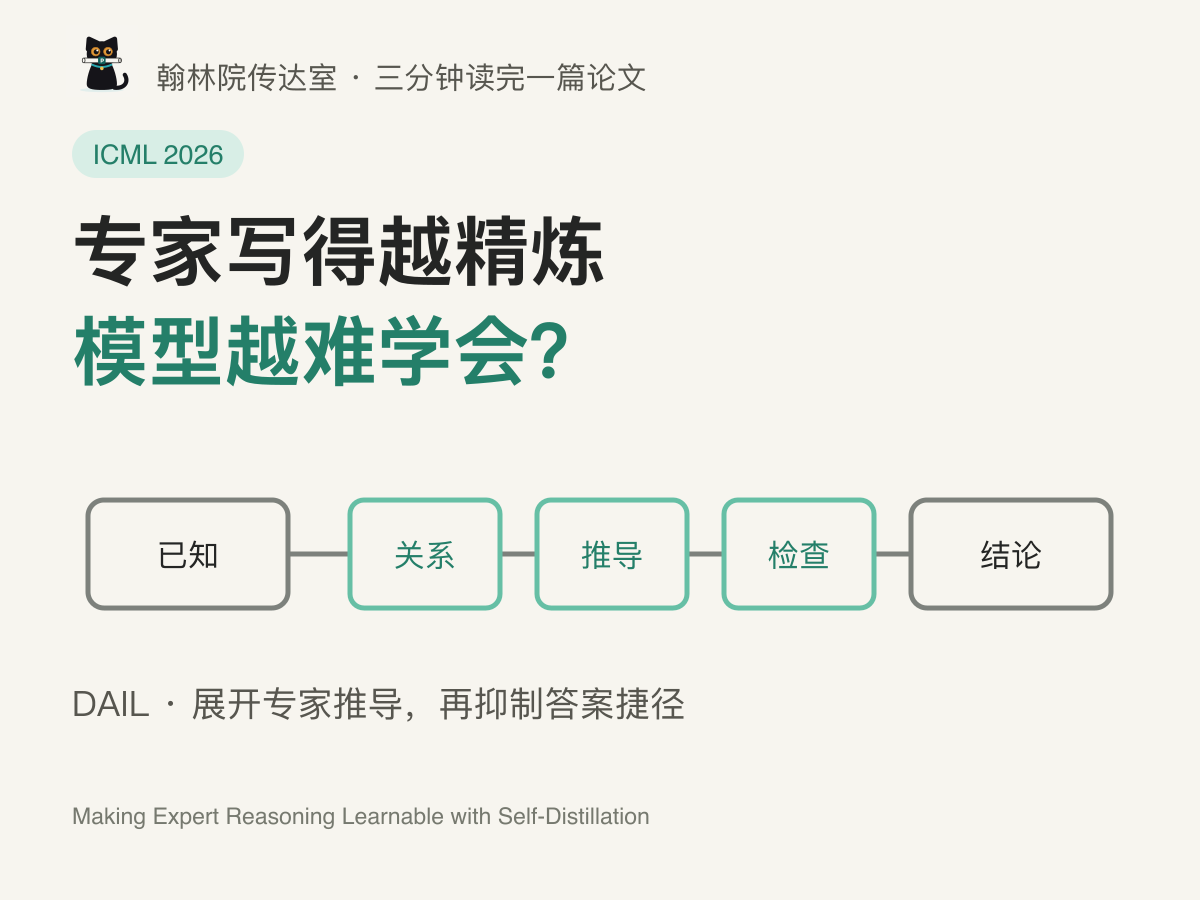 翰林院传达室 · 三分钟读完一篇论文
ICML 2026
专家写得越精炼
模型越难学会?
已知 关系 推导 检查 结论
DAIL · 展开专家推导，再抑制答案捷径
Making Expert Reasoning Learnable with Self-Distillation